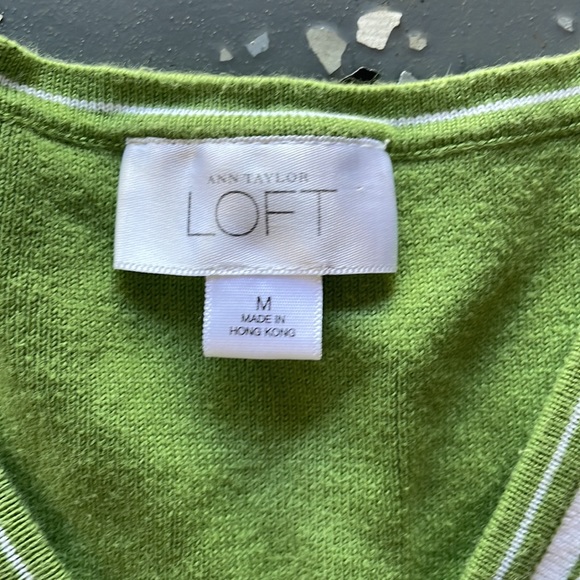 ANN TAYLOR
LOFT
M
MADE IN
HONG KONG